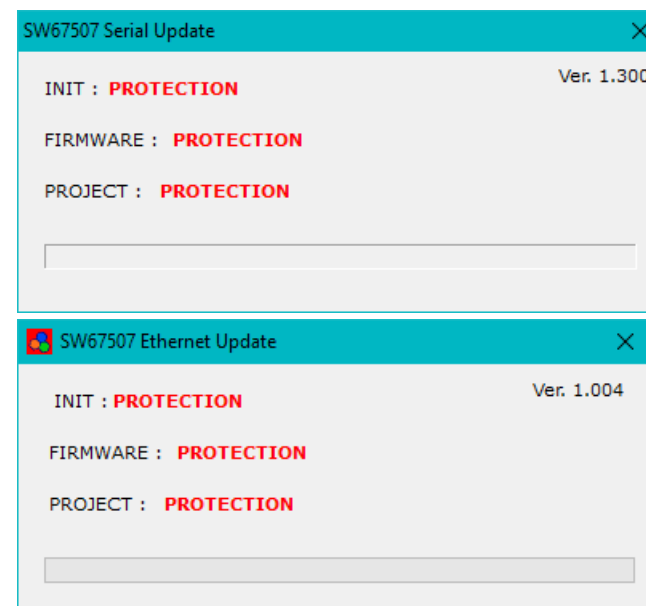 SW67507 Serial Update
Ver. 1.300
INIT : PROTECTION
FIRMWARE : PROTECTION
PROJECT : PROTECTION
SW67507 Ethernet Update
Ver. 1.004
INIT : PROTECTION
FIRMWARE : PROTECTION
PROJECT : PROTECTION